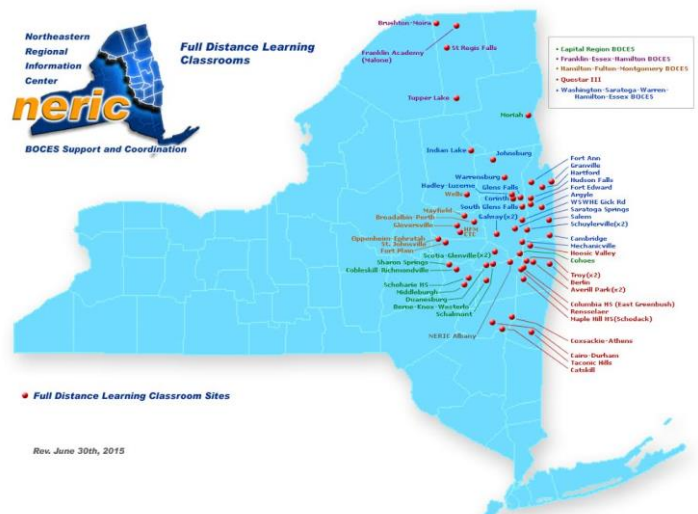 Northeastern
Regional
Information
Center
neric
BOCES Support and Coordination
Full Distance Learning
Classrooms
• Capital Region BOCES
• Franklin-Essex-Hamilton BOCES
• Hamilton-Fulton-Montgomery BOCES
• Questar III
• Washington-Saratoga-Warren-
Hamilton-Essex BOCES
Brushton-Moira
Franklin Academy
(Malone)
St Regis Falls
Tupper Lake
Moriah
Indian Lake
Johnsburg
Warrensburg
Hadley-Luzerne
Glens Falls
Wells
Corinth
South Glens Falls
Mayfield
Broadalbin-Perth
Gloversville
HFM
CTC
Galway(x2)
Oppenheim-Ephratah
St. Johnsville
Fort Plain
Scotia-Glenville(x2)
Sharon Springs
Cobleskill Richmondville
Schoharie HS
Middleburgh
Duanesburg
Berne-Knox-Westerlo
Schalmont
NERIC Albany
Fort Ann
Granville
Hartford
Hudson Falls
Fort Edward
Argyle
WSWHE Gick Rd
Saratoga Springs
Salem
Schuylerville(x2)
Cambridge
Mechanicville
Hoosic Valley
Cohoes
Troy(x2)
Berlin
Averill Park(x2)
Columbia HS (East Greenbush)
Rensselaer
Maple Hill HS(Schodack)
Coxsackie-Athens
Cairo-Durham
Taconic Hills
Catskill
Full Distance Learning Classroom Sites
Rev. June 30th, 2015